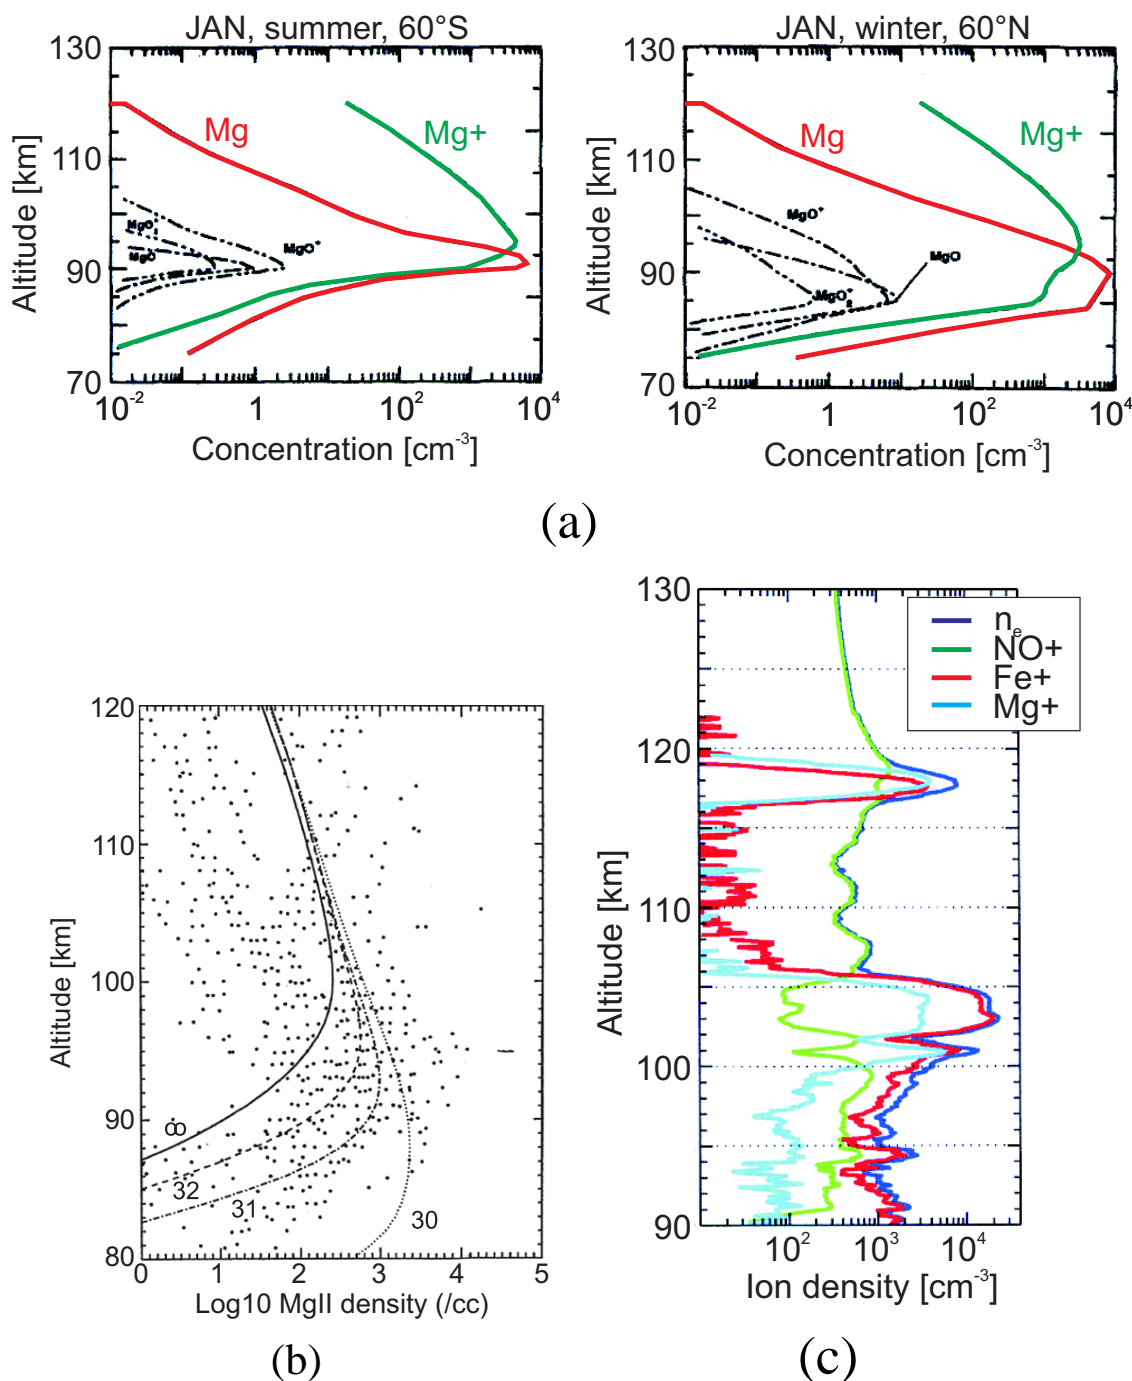 JAN, summer, 60°S
JAN, winter, 60°N
130
110
90
70
Altitude [km]
Mg
Mg+
MgO
MgO+
10-2
1
102
104
Concentration [cm-3]
130
110
90
70
Altitude [km]
Mg
Mg+
MgO+
MgO
MgO2+
10-2
1
102
104
Concentration [cm-3]
(a)
120
110
100
90
80
Altitude [km]
∞
32
31
30
0
1
2
3
4
5
Log10 MgII density (/cc)
(b)
130
120
110
100
90
Altitude [km]
ne
NO+
Fe+
Mg+
102
103
104
Ion density [cm-3]
(c)